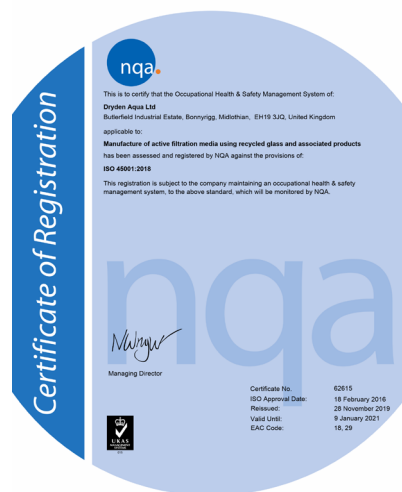 Certificate of Registration
nqa.
This is to certify that the Occupational Health & Safety Management System of:
Dryden Aqua Ltd
Butlerfield Industrial Estate, Bonnyrigg, Midlothian, EH19 3JQ, United Kingdom
applicable to:
Manufacture of active filtration media using recycled glass and associated products
has been assessed and registered by NQA against the provisions of:
ISO 45001:2018
This registration is subject to the company maintaining an occupational health & safety
management system, to the above standard, which will be monitored by NQA.
nqa
Managing Director
Certificate No. 62615
ISO Approval Date: 18 February 2016
Reissued: 28 November 2019
Valid Until: 9 January 2021
EAC Code: 18, 29
UKAS
MANAGEMENT
SYSTEMS